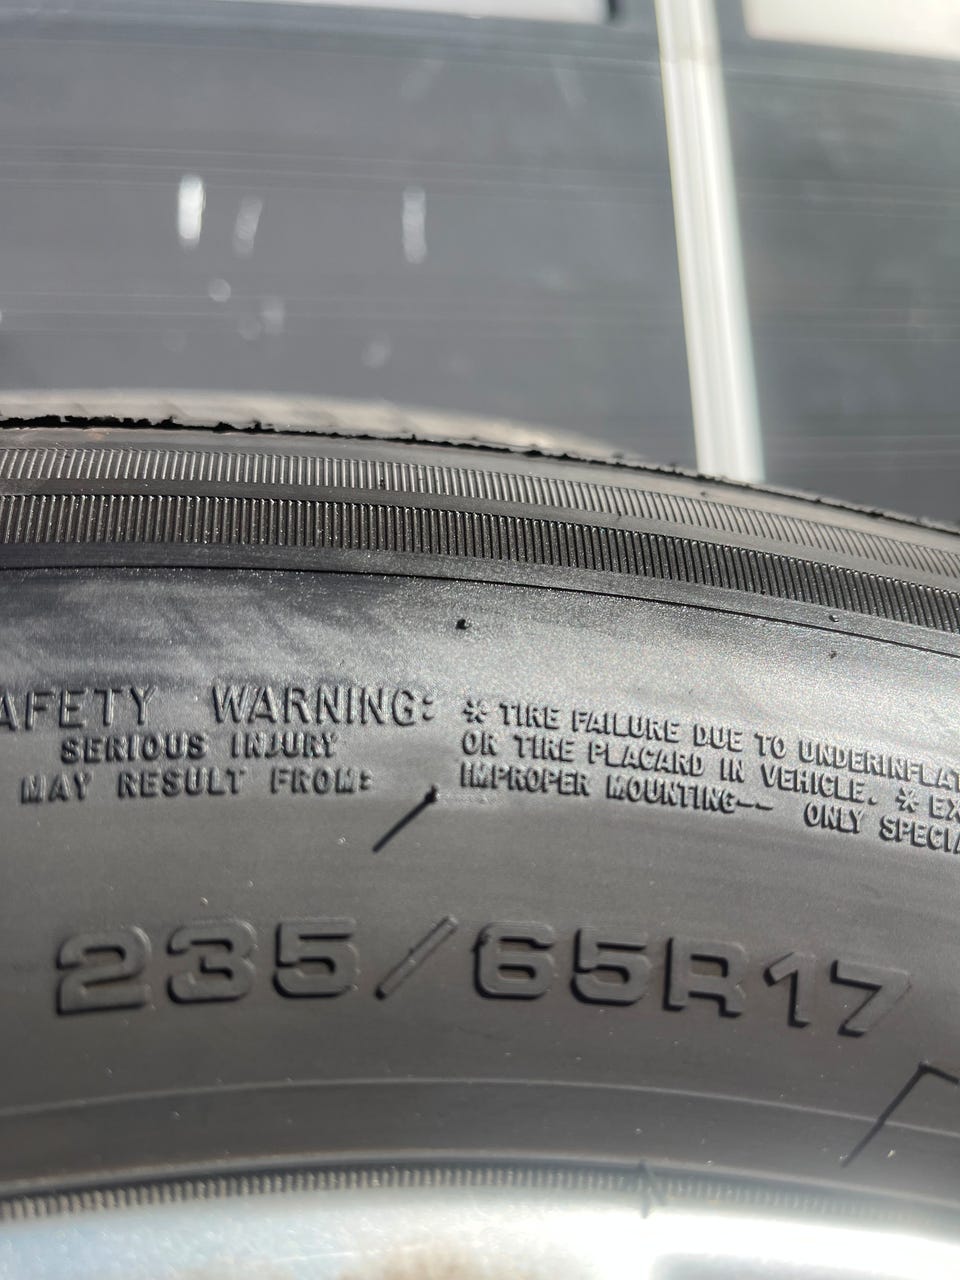 AFETY WARNING:
SERIOUS INJURY
MAY RESULT FROM:
* TIRE FAILURE DUE TO UNDERINFLAT
OR TIRE PLACARD IN VEHICLE. * EX
IMPROPER MOUNTING-- ONLY SPECIA
235/65R17